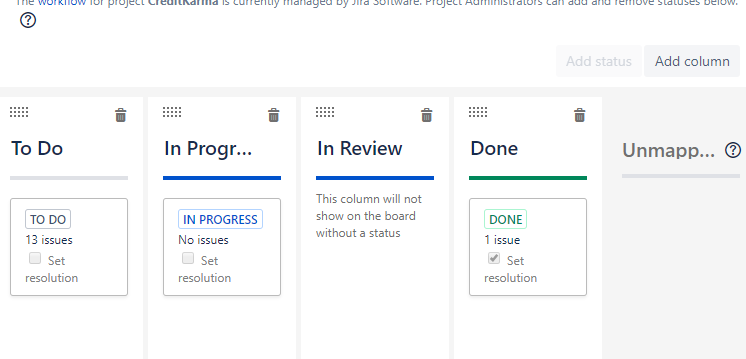 The workflow for project CreditKarma is currently managed by Jira Software. Project Administrators can add and remove statuses below.
Add status
Add column
To Do
In Progr...
In Review
Done
Unmapp...
TO DO
13 issues
Set
resolution
IN PROGRESS
No issues
Set
resolution
This column will not
show on the board
without a status
DONE
1 issue
Set
resolution